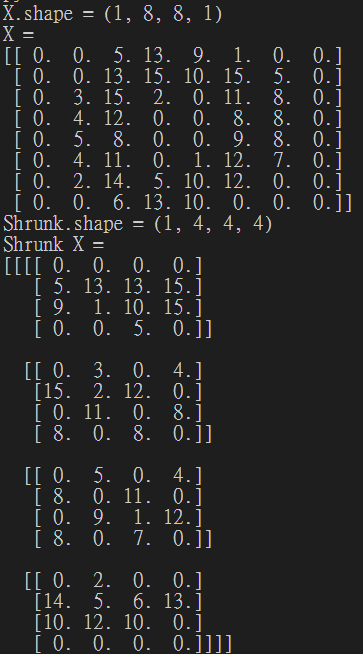 X.shape = (1, 8, 8, 1)
X =
[[ 0.  0.  5. 13.  9.  1.  0.  0.]
 [ 0.  0. 13. 15. 10. 15.  5.  0.]
 [ 0.  3. 15.  2.  0. 11.  8.  0.]
 [ 0.  4. 12.  0.  0.  8.  8.  0.]
 [ 0.  5.  8.  0.  0.  9.  8.  0.]
 [ 0.  4. 11.  0.  1. 12.  7.  0.]
 [ 0.  2. 14.  5. 10. 12.  0.  0.]
 [ 0.  0.  6. 13. 10.  0.  0.  0.]]
Shrunk.shape = (1, 4, 4, 4)
Shrunk X =
[[[[ 0.  0.  0.  0.]
   [ 5. 13. 13. 15.]
   [ 9.  1. 10. 15.]
   [ 0.  0.  5.  0.]]
  [[ 0.  3.  0.  4.]
   [15.  2. 12.  0.]
   [ 0. 11.  0.  8.]
   [ 8.  0.  8.  0.]]
  [[ 0.  5.  0.  4.]
   [ 8.  0. 11.  0.]
   [ 0.  9.  1. 12.]
   [ 8.  0.  7.  0.]]
  [[ 0.  2.  0.  0.]
   [14.  5.  6. 13.]
   [10. 12. 10.  0.]
   [ 0.  0.  0.  0.]]]]